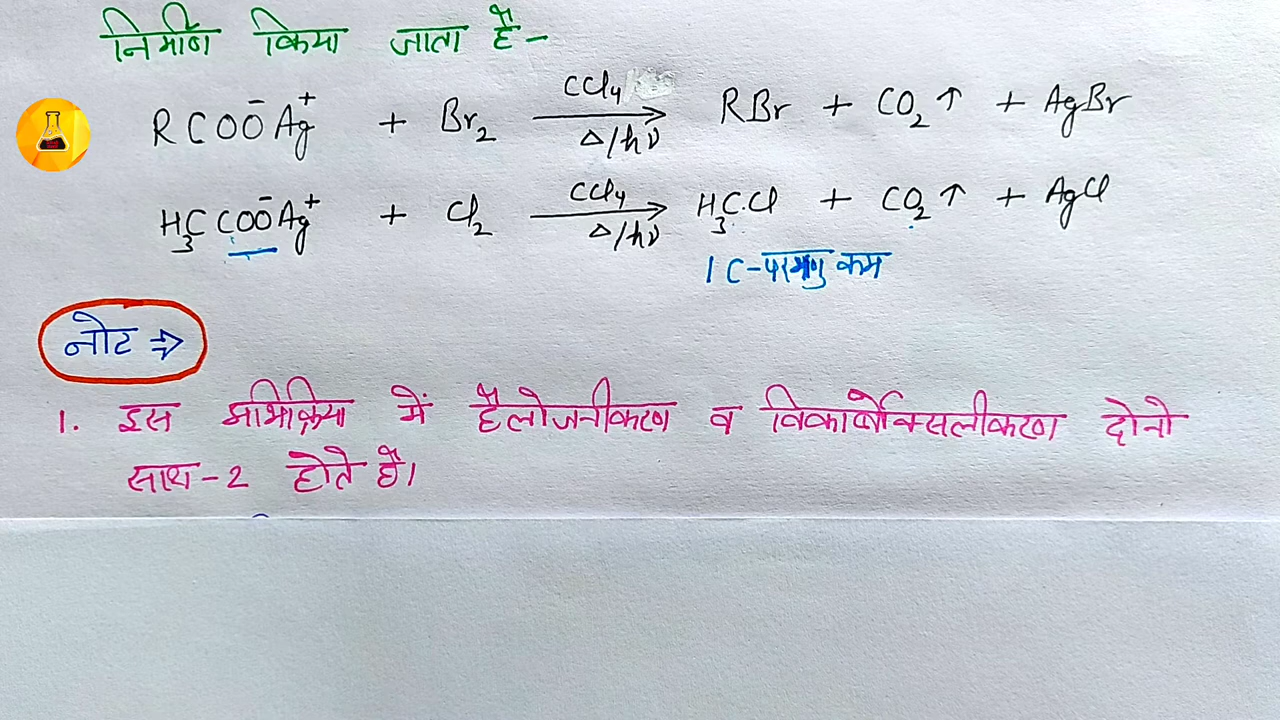 निर्माण किया जाता है-
RCOO⁻Ag⁺ + Br₂ —CCl₄ / Δ/hν→ RBr + CO₂↑ + AgBr
H₃CCOO⁻Ag⁺ + Cl₂ —CCl₄ / Δ/hν→ H₃C.Cl + CO₂↑ + AgCl
1 C-परमाणु कम
नोट ⇒
1. इस अभिक्रिया में हैलोजनीकरण व विकार्बोक्सिलीकरण दोनो
साथ-2 होते है।